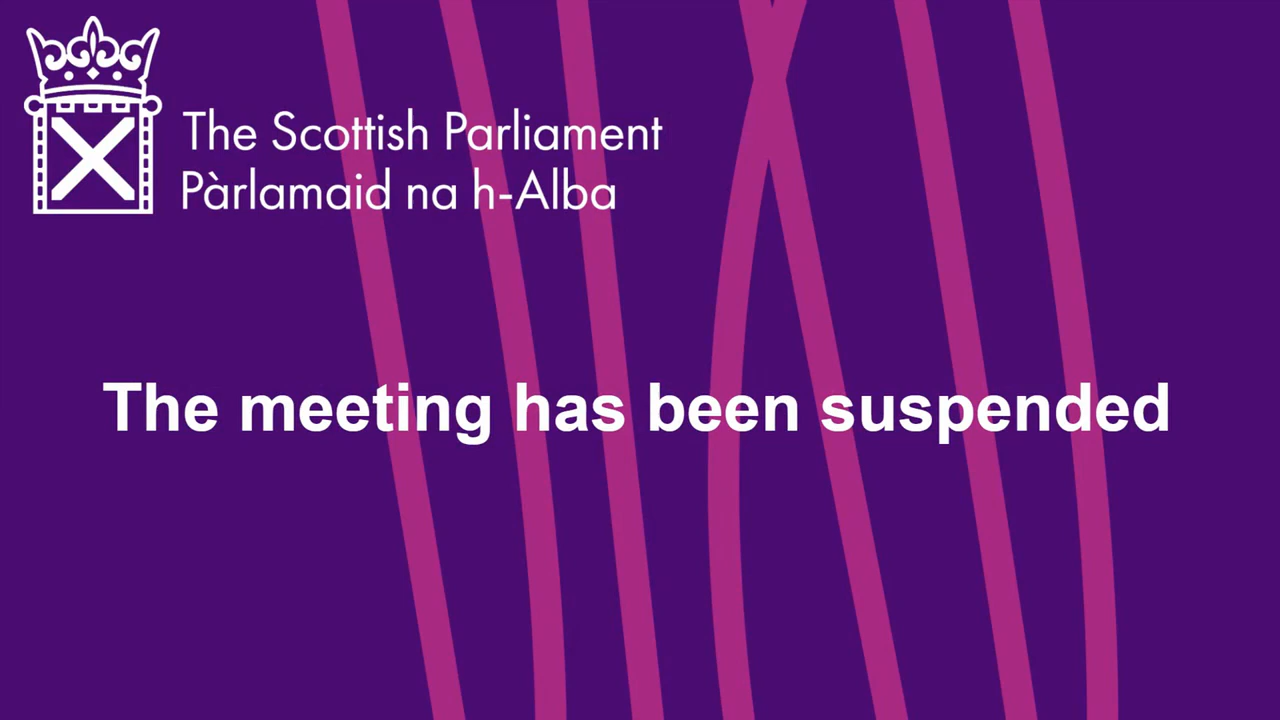 The Scottish Parliament
Pàrlamaid na h-Alba
The meeting has been suspended